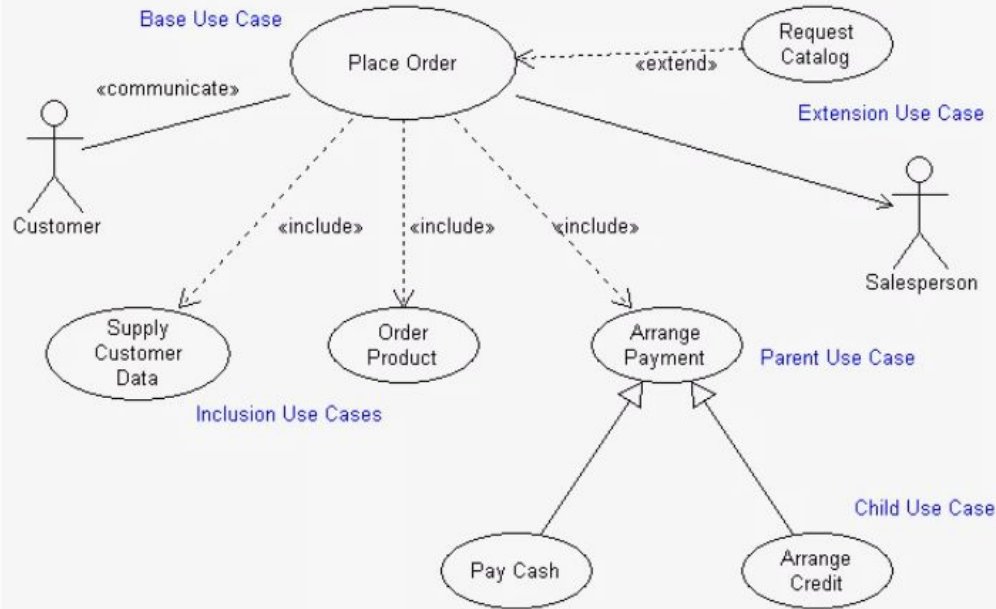 Base Use Case
Place Order
Request
Catalog
«extend»
«communicate»
Extension Use Case
Customer
«include»
«include»
«include»
Salesperson
Supply
Customer
Data
Order
Product
Arrange
Payment
Parent Use Case
Inclusion Use Cases
Child Use Case
Pay Cash
Arrange
Credit